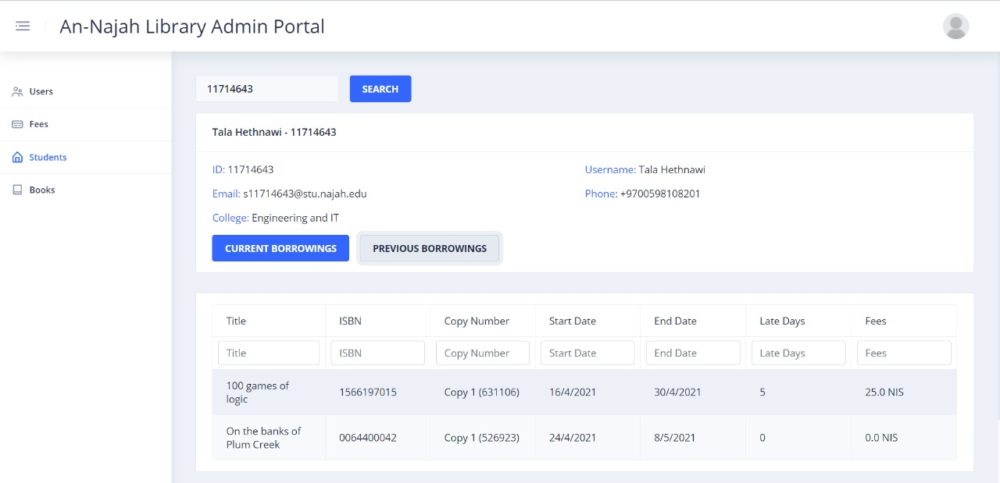 An-Najah Library Admin Portal
Users
Fees
Students
Books
11714643
SEARCH
Tala Hethnawi - 11714643
ID: 11714643
Username: Tala Hethnawi
Email: s11714643@stu.najah.edu
Phone: +9700598108201
College: Engineering and IT
CURRENT BORROWINGS
PREVIOUS BORROWINGS
Title ISBN Copy Number Start Date End Date Late Days Fees
Title ISBN Copy Number Start Date End Date Late Days Fees
100 games of
logic
1566197015 Copy 1 (631106) 16/4/2021 30/4/2021 5 25.0 NIS
On the banks of
Plum Creek
0064400042 Copy 1 (526923) 24/4/2021 8/5/2021 0 0.0 NIS